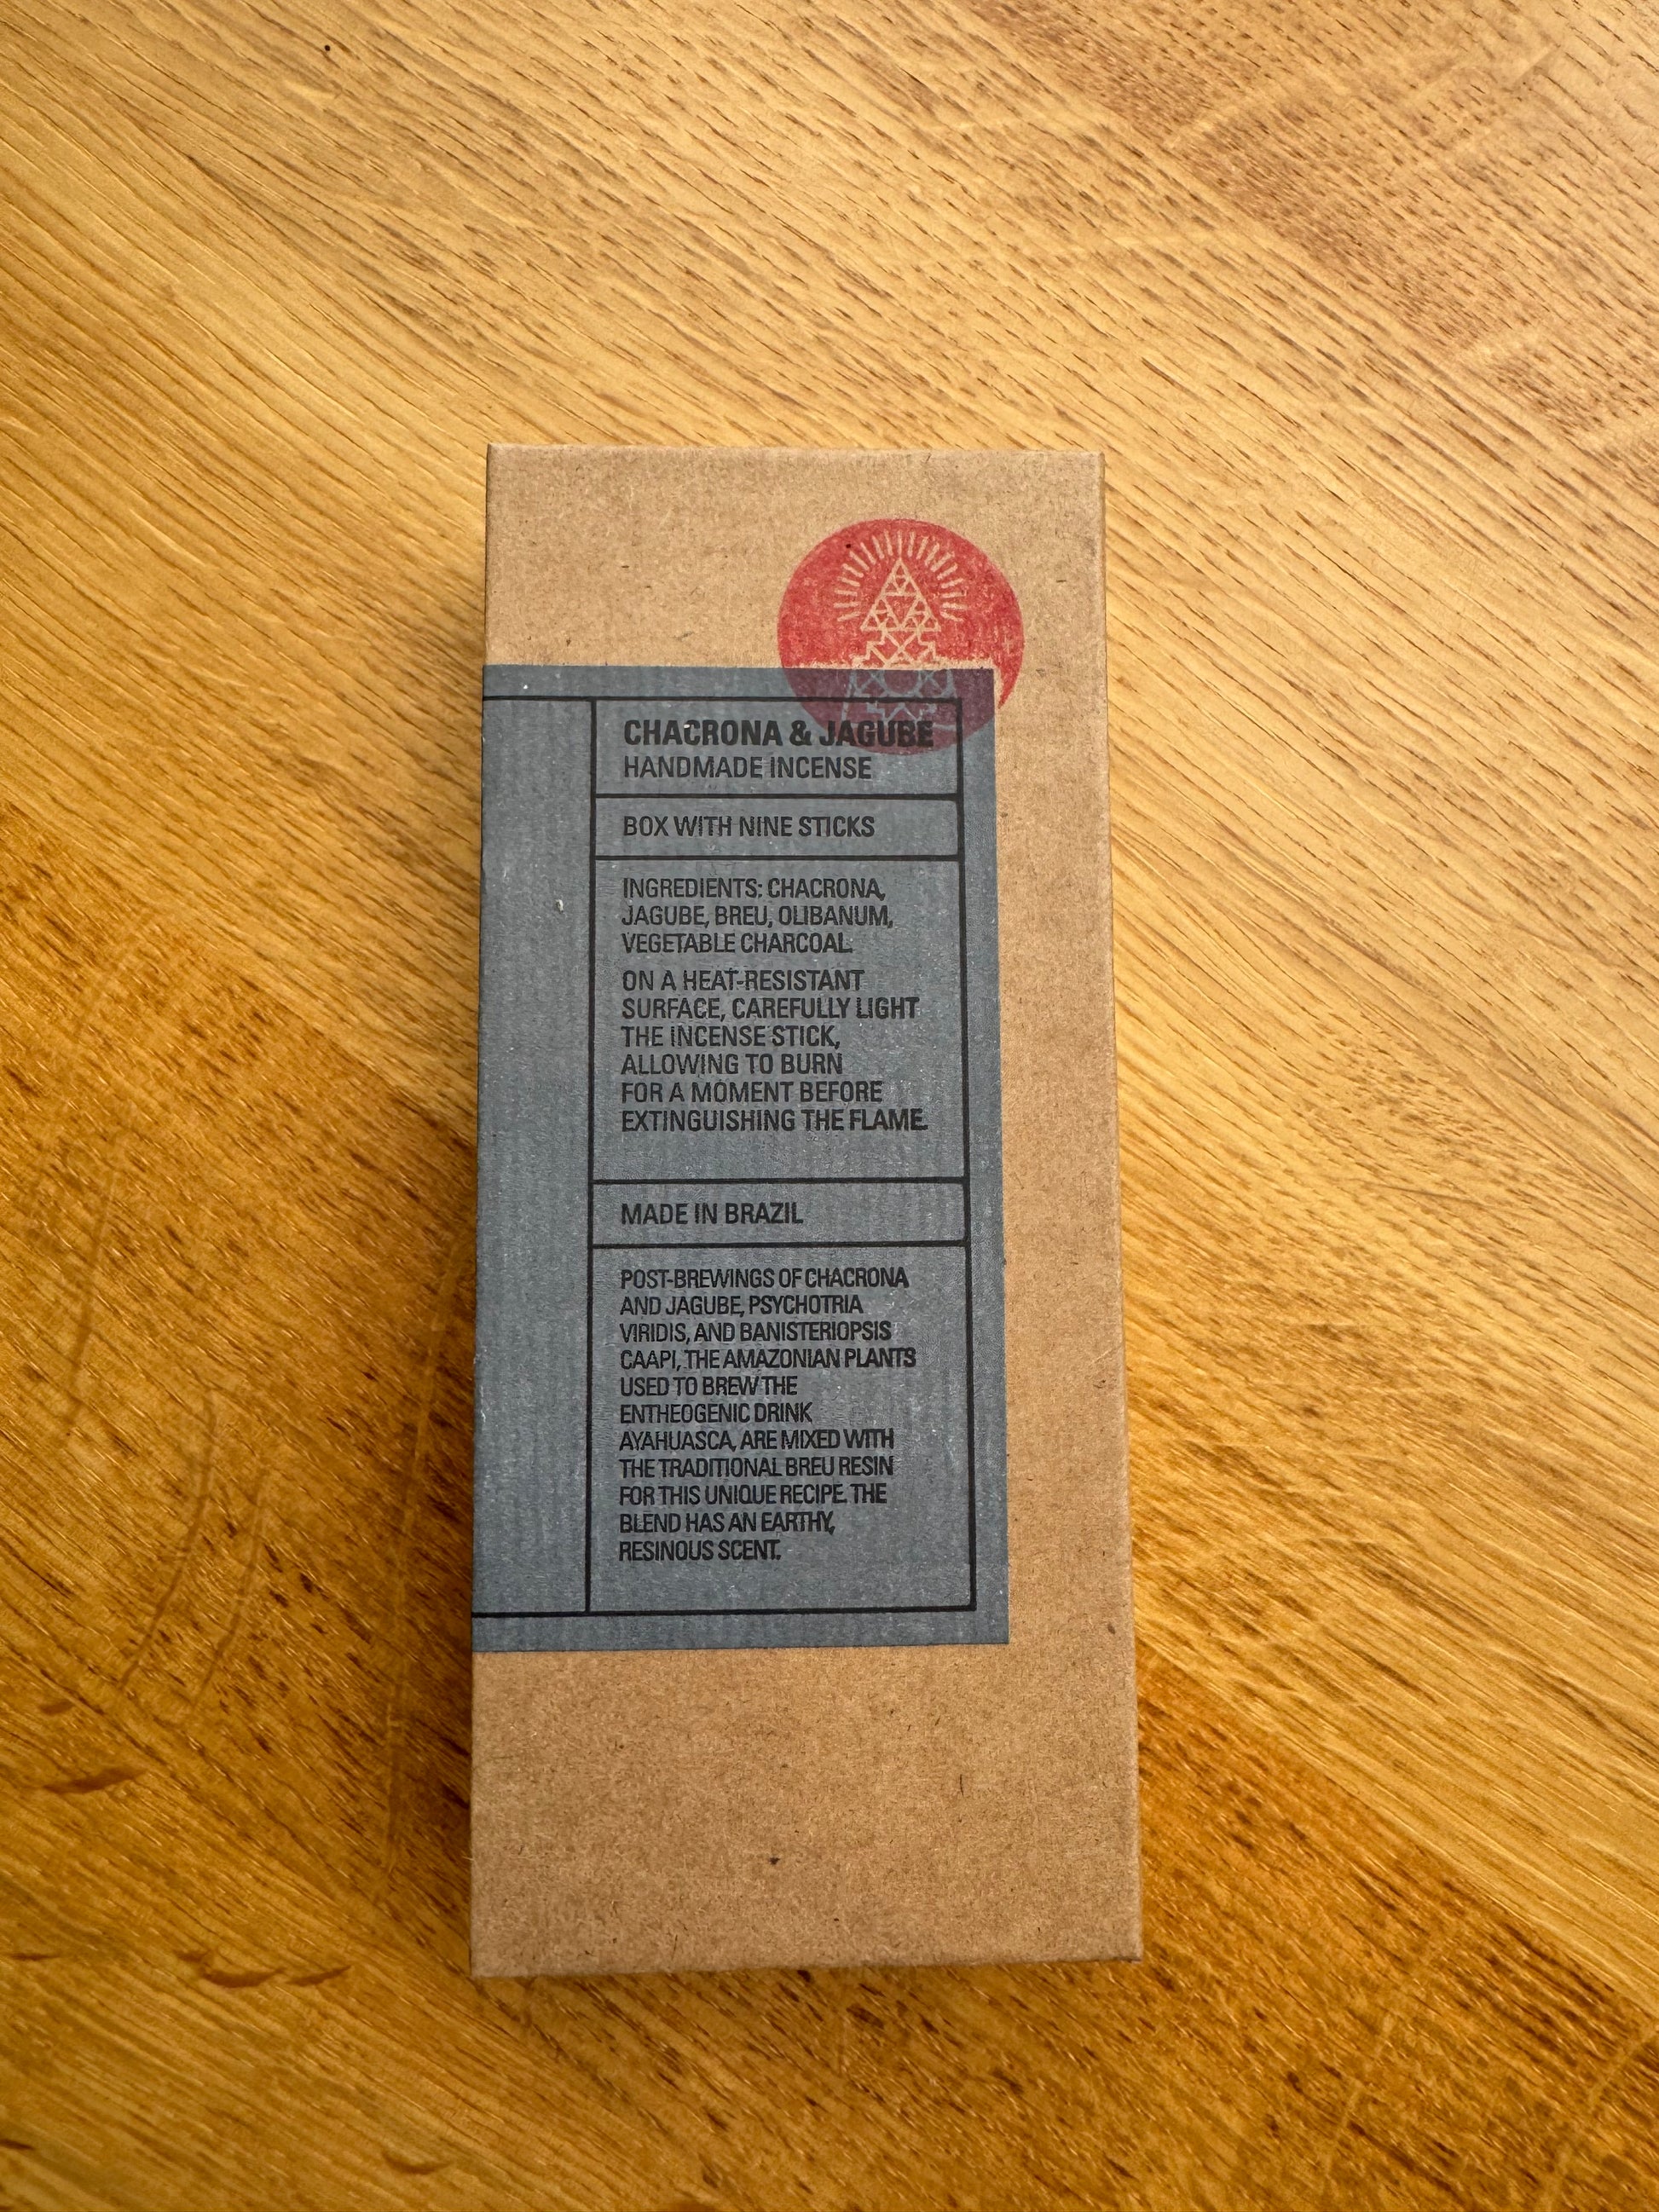 CHACRONA & JAGUBE
HANDMADE INCENSE
BOX WITH NINE STICKS
INGREDIENTS: CHACRONA,
JAGUBE, BREU, OLIBANUM,
VEGETABLE CHARCOAL.
ON A HEAT-RESISTANT
SURFACE, CAREFULLY LIGHT
THE INCENSE STICK,
ALLOWING TO BURN
FOR A MOMENT BEFORE
EXTINGUISHING THE FLAME.
MADE IN BRAZIL
POST-BREWINGS OF CHACRONA
AND JAGUBE, PSYCHOTRIA
VIRIDIS, AND BANISTERIOPSIS
CAAPI, THE AMAZONIAN PLANTS
USED TO BREW THE
ENTHEOGENIC DRINK
AYAHUASCA, ARE MIXED WITH
THE TRADITIONAL BREU RESIN
FOR THIS UNIQUE RECIPE. THE
BLEND HAS AN EARTHY,
RESINOUS SCENT.